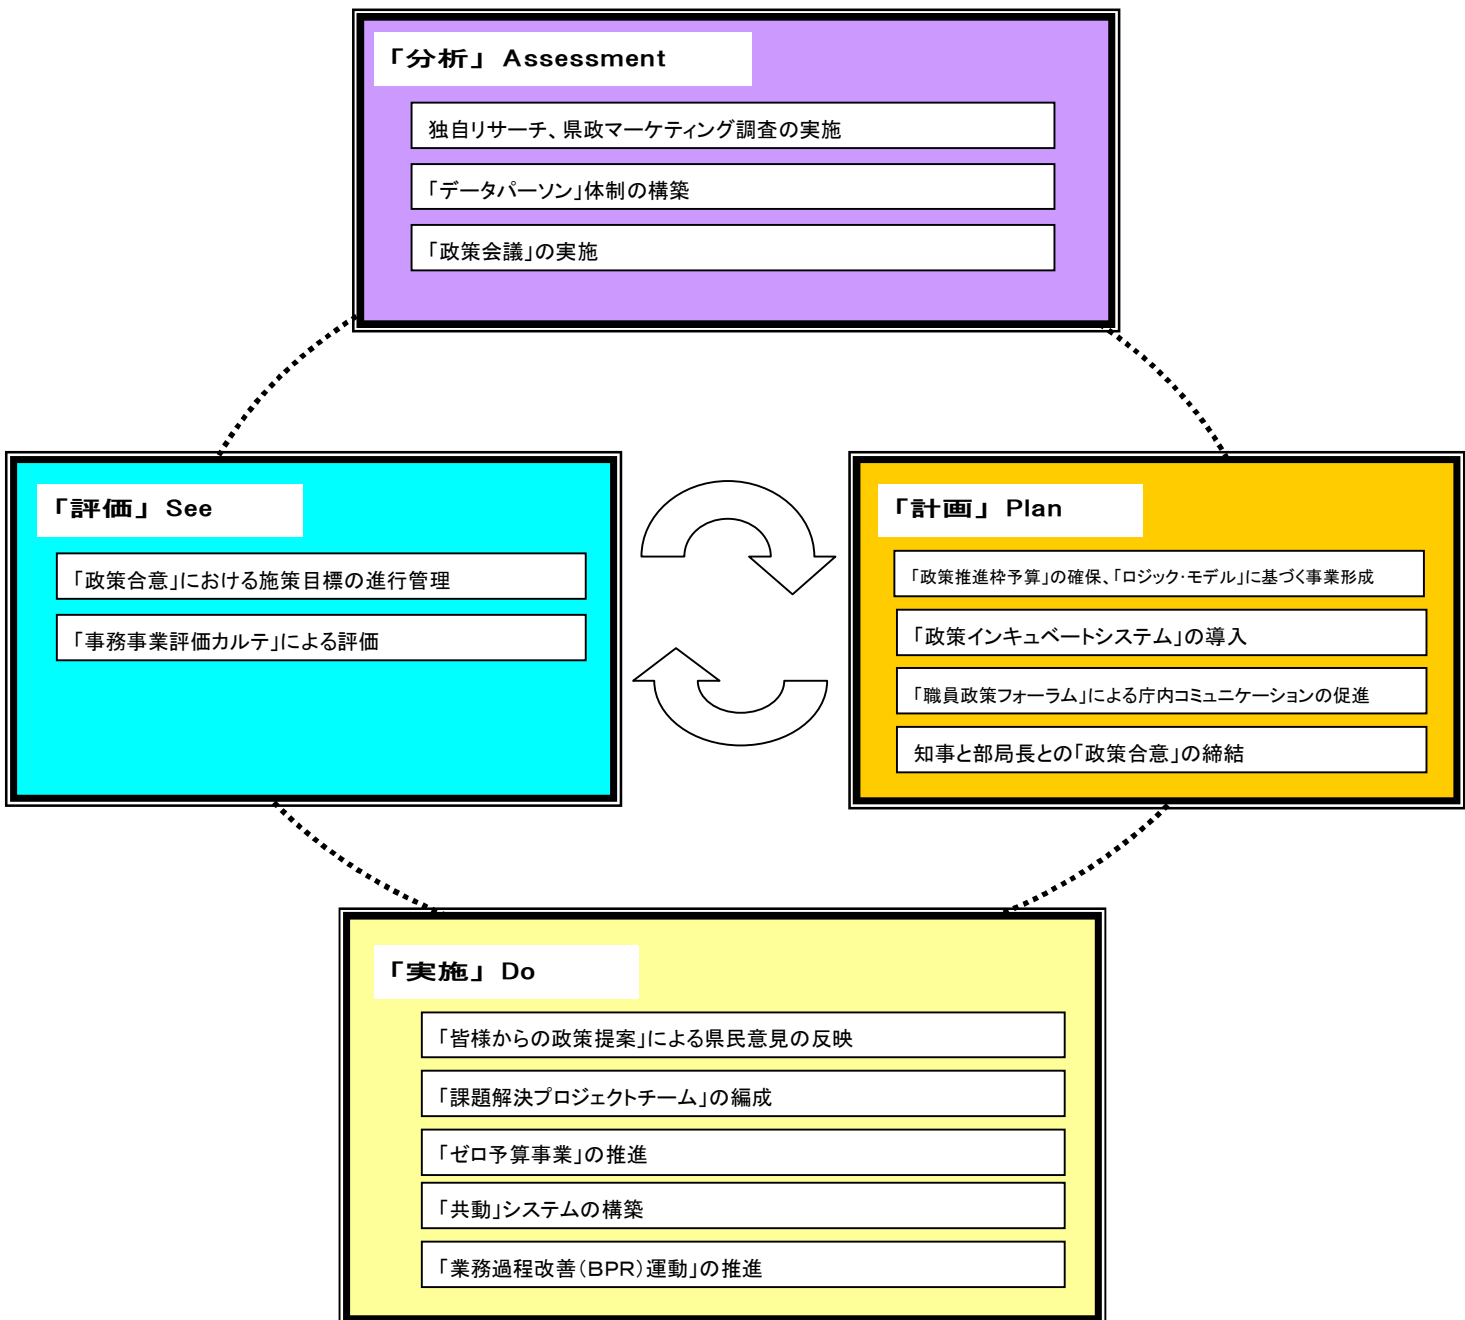 「分析」 Assessment
独自リサーチ、県政マーケティング調査の実施
「データパーソン」体制の構築
「政策会議」の実施
「評価」 See
「政策合意」における施策目標の進行管理
「事務事業評価カルテ」による評価
「計画」 Plan
「政策推進枠予算」の確保、「ロジック・モデル」に基づく事業形成
「政策インキュベートシステム」の導入
「職員政策フォーラム」による庁内コミュニケーションの促進
知事と部局長との「政策合意」の締結
「実施」 Do
「皆様からの政策提案」による県民意見の反映
「課題解決プロジェクトチーム」の編成
「ゼロ予算事業」の推進
「共動」システムの構築
「業務過程改善（ＢＰＲ）運動」の推進